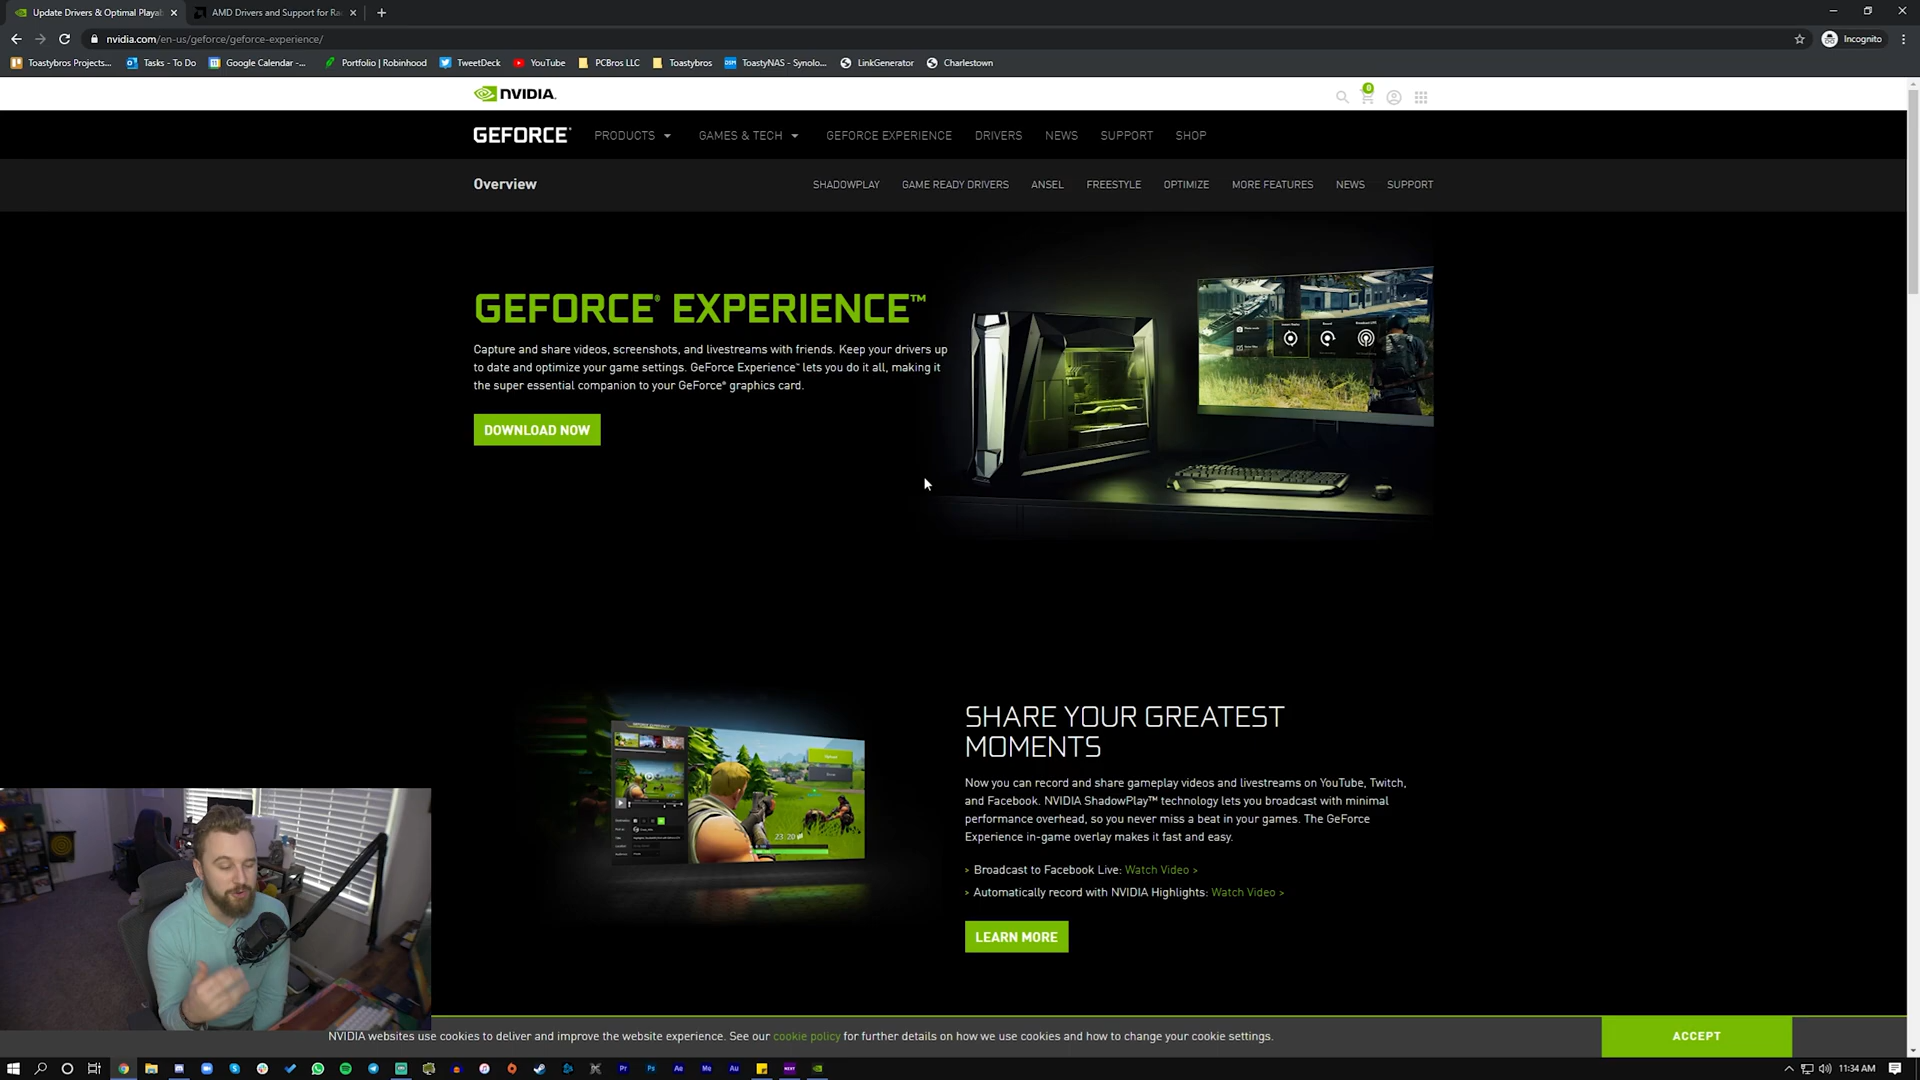 Update Drivers & Optimal Playa
AMD Drivers and Support for Ra
nvidia.com/en-us/geforce/geforce-experience/
Incognito
Toastybros Projects...
Tasks - To Do
Google Calendar -...
Portfolio | Robinhood
TweetDeck
YouTube
PCBros LLC
Toastybros
ToastyNAS - Synolo...
LinkGenerator
Charlestown
NVIDIA.
0
GEFORCE
PRODUCTS
GAMES & TECH
GEFORCE EXPERIENCE
DRIVERS
NEWS
SUPPORT
SHOP
Overview
SHADOWPLAY
GAME READY DRIVERS
ANSEL
FREESTYLE
OPTIMIZE
MORE FEATURES
NEWS
SUPPORT
GEFORCE® EXPERIENCE™
Capture and share videos, screenshots, and livestreams with friends. Keep your drivers up
to date and optimize your game settings. GeForce Experience™ lets you do it all, making it
the super essential companion to your GeForce® graphics card.
DOWNLOAD NOW
SHARE YOUR GREATEST
MOMENTS
Now you can record and share gameplay videos and livestreams on YouTube, Twitch,
and Facebook. NVIDIA ShadowPlay™ technology lets you broadcast with minimal
performance overhead, so you never miss a beat in your games. The GeForce
Experience in-game overlay makes it fast and easy.
> Broadcast to Facebook Live: Watch Video >
> Automatically record with NVIDIA Highlights: Watch Video >
LEARN MORE
NVIDIA websites use cookies to deliver and improve the website experience. See our cookie policy for further details on how we use cookies and how to change your cookie settings.
ACCEPT
Pr
Ps
Ae
Me
Au
NEXT
11:34 AM